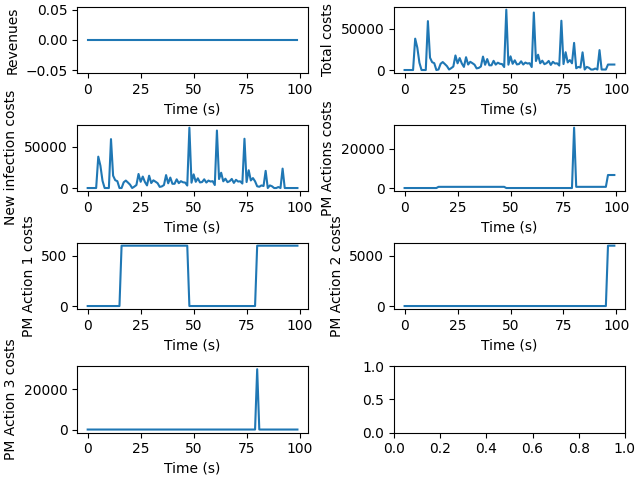 Revenues
0.05
0.00
−0.05
0 25 50 75 100
Time (s)
Total costs
50000
0
0 25 50 75 100
Time (s)
New infection costs
50000
0
0 25 50 75 100
Time (s)
PM Actions costs
20000
0
0 25 50 75 100
Time (s)
PM Action 1 costs
500
0
0 25 50 75 100
Time (s)
PM Action 2 costs
5000
0
0 25 50 75 100
Time (s)
PM Action 3 costs
20000
0
0 25 50 75 100
Time (s)
1.0
0.5
0.0
0.0 0.2 0.4 0.6 0.8 1.0